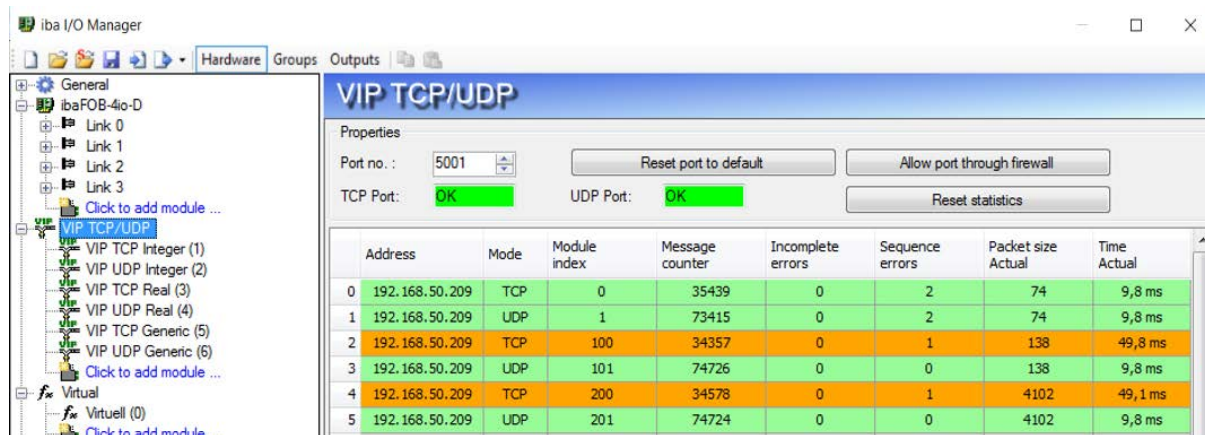 iba I/O Manager
Hardware Groups Outputs
General
ibaFOB-4io-D
Link 0
Link 1
Link 2
Link 3
Click to add module ...
VIP TCP/UDP
VIP TCP Integer (1)
VIP UDP Integer (2)
VIP TCP Real (3)
VIP UDP Real (4)
VIP TCP Generic (5)
VIP UDP Generic (6)
Click to add module ...
Virtual
Virtuell (0)
Click to add module
VIP TCP/UDP
Properties
Port no. : 5001 Reset port to default Allow port through firewall
TCP Port: OK UDP Port: OK Reset statistics
Address Mode Module index Message counter Incomplete errors Sequence errors Packet size Actual Time Actual
0 192.168.50.209 TCP 0 35439 0 2 74 9,8 ms
1 192.168.50.209 UDP 1 73415 0 2 74 9,8 ms
2 192.168.50.209 TCP 100 34357 0 1 138 49,8 ms
3 192.168.50.209 UDP 101 74726 0 0 138 9,8 ms
4 192.168.50.209 TCP 200 34578 0 1 4102 49,1 ms
5 192.168.50.209 UDP 201 74724 0 0 4102 9,8 ms